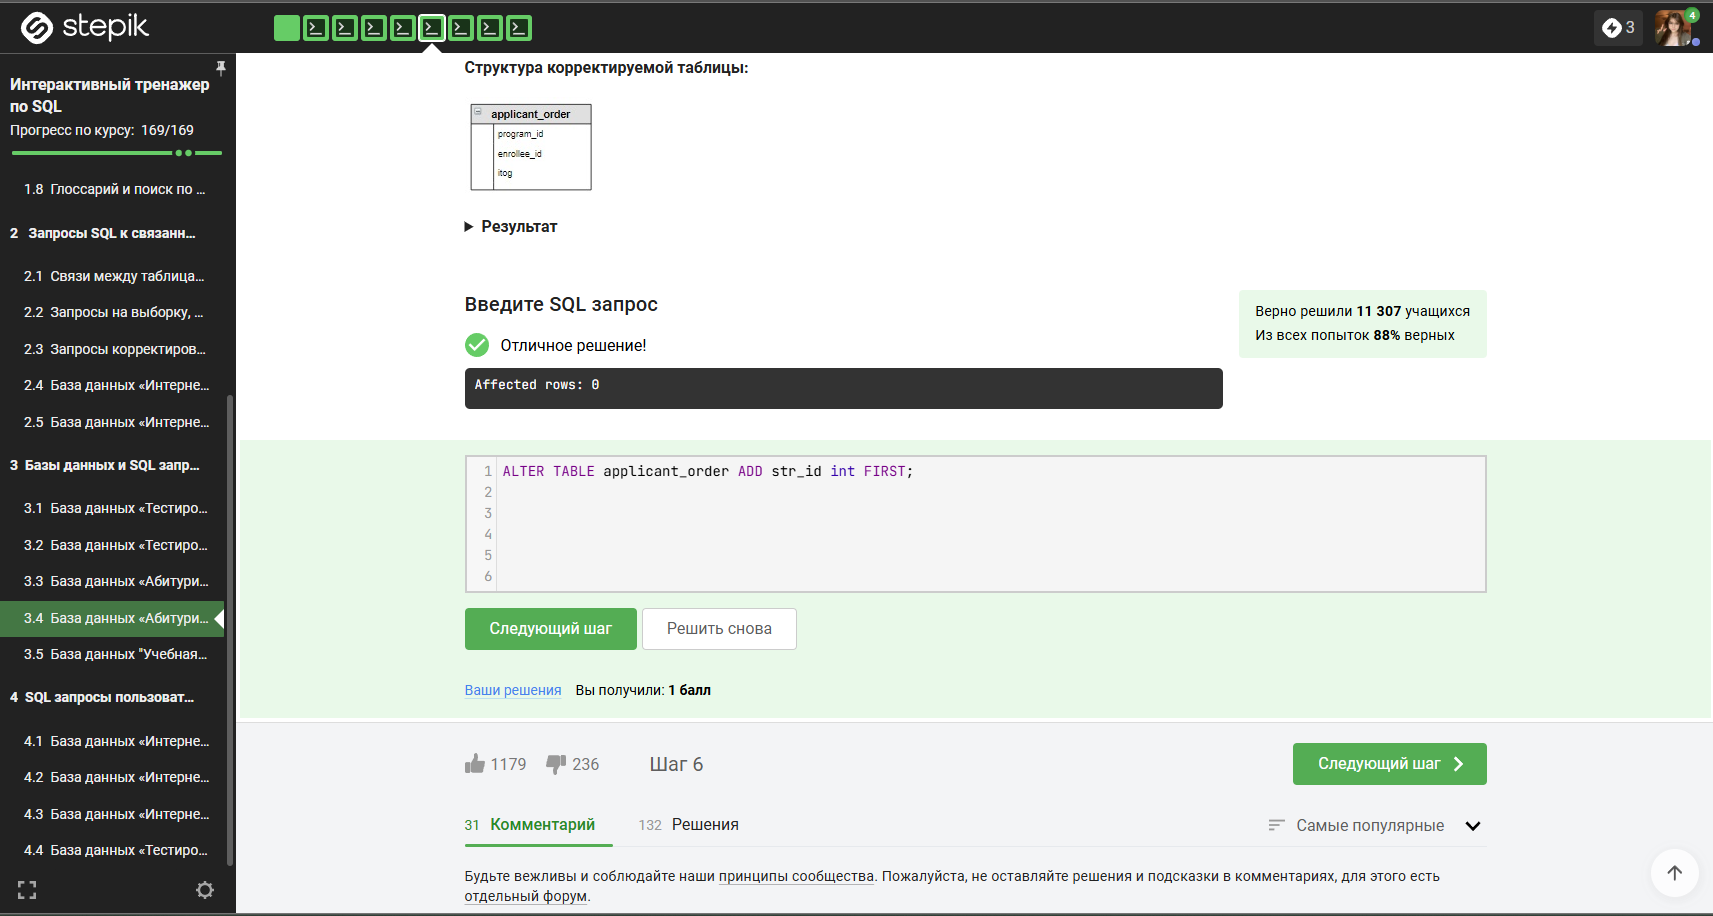 stepik
3
4
Интерактивный тренажер
по SQL
Прогресс по курсу: 169/169
1.8 Глоссарий и поиск по ...
2 Запросы SQL к связанн...
2.1 Связи между таблица...
2.2 Запросы на выборку, ...
2.3 Запросы корректиров...
2.4 База данных «Интерне...
2.5 База данных «Интерне...
3 Базы данных и SQL запр...
3.1 База данных «Тестиро...
3.2 База данных «Тестиро...
3.3 База данных «Абитури...
3.4 База данных «Абитури...
3.5 База данных "Учебная...
4 SQL запросы пользоват...
4.1 База данных «Интерне...
4.2 База данных «Интерне...
4.3 База данных «Интерне...
4.4 База данных «Тестиро...
Структура корректируемой таблицы:
applicant_order
program_id
enrollee_id
itog
Результат
Введите SQL запрос
Отличное решение!
Affected rows: 0
Верно решили 11 307 учащихся
Из всех попыток 88% верных
1 ALTER TABLE applicant_order ADD str_id int FIRST;
2
3
4
5
6
Следующий шаг
Решить снова
Ваши решения Вы получили: 1 балл
1179 236 Шаг 6
Следующий шаг
31 Комментарий 132 Решения
Самые популярные
Будьте вежливы и соблюдайте наши принципы сообщества. Пожалуйста, не оставляйте решения и подсказки в комментариях, для этого есть
отдельный форум.